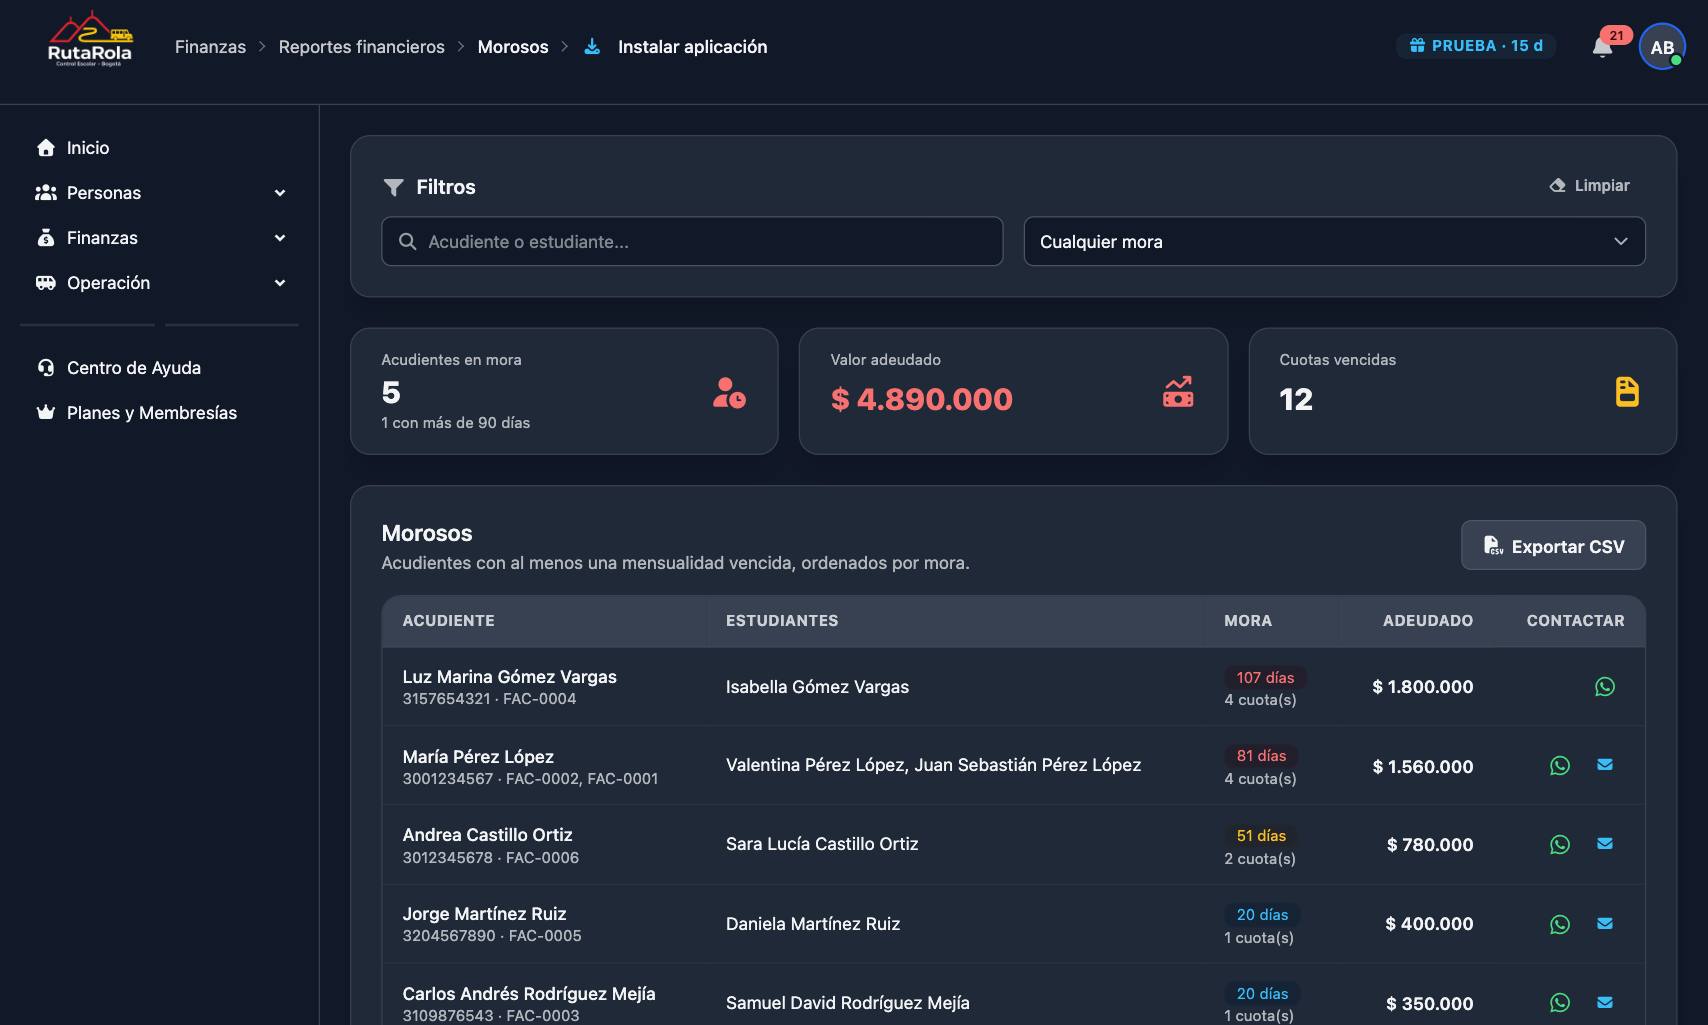 RutaRola
Control Escolar - Bogotá
Finanzas > Reportes financieros > Morosos > Instalar aplicación
PRUEBA · 15 d
21
AB
Inicio
Personas
Finanzas
Operación
Centro de Ayuda
Planes y Membresías
Filtros
Limpiar
Acudiente o estudiante...
Cualquier mora
Acudientes en mora
5
1 con más de 90 días
Valor adeudado
$ 4.890.000
Cuotas vencidas
12
Morosos
Acudientes con al menos una mensualidad vencida, ordenados por mora.
CSV Exportar CSV
ACUDIENTE ESTUDIANTES MORA ADEUDADO CONTACTAR
Luz Marina Gómez Vargas
3157654321 · FAC-0004
Isabella Gómez Vargas
107 días
4 cuota(s)
$ 1.800.000
María Pérez López
3001234567 · FAC-0002, FAC-0001
Valentina Pérez López, Juan Sebastián Pérez López
81 días
4 cuota(s)
$ 1.560.000
Andrea Castillo Ortiz
3012345678 · FAC-0006
Sara Lucía Castillo Ortiz
51 días
2 cuota(s)
$ 780.000
Jorge Martínez Ruiz
3204567890 · FAC-0005
Daniela Martínez Ruiz
20 días
1 cuota(s)
$ 400.000
Carlos Andrés Rodríguez Mejía
3109876543 · FAC-0003
Samuel David Rodríguez Mejía
20 días
1 cuota(s)
$ 350.000